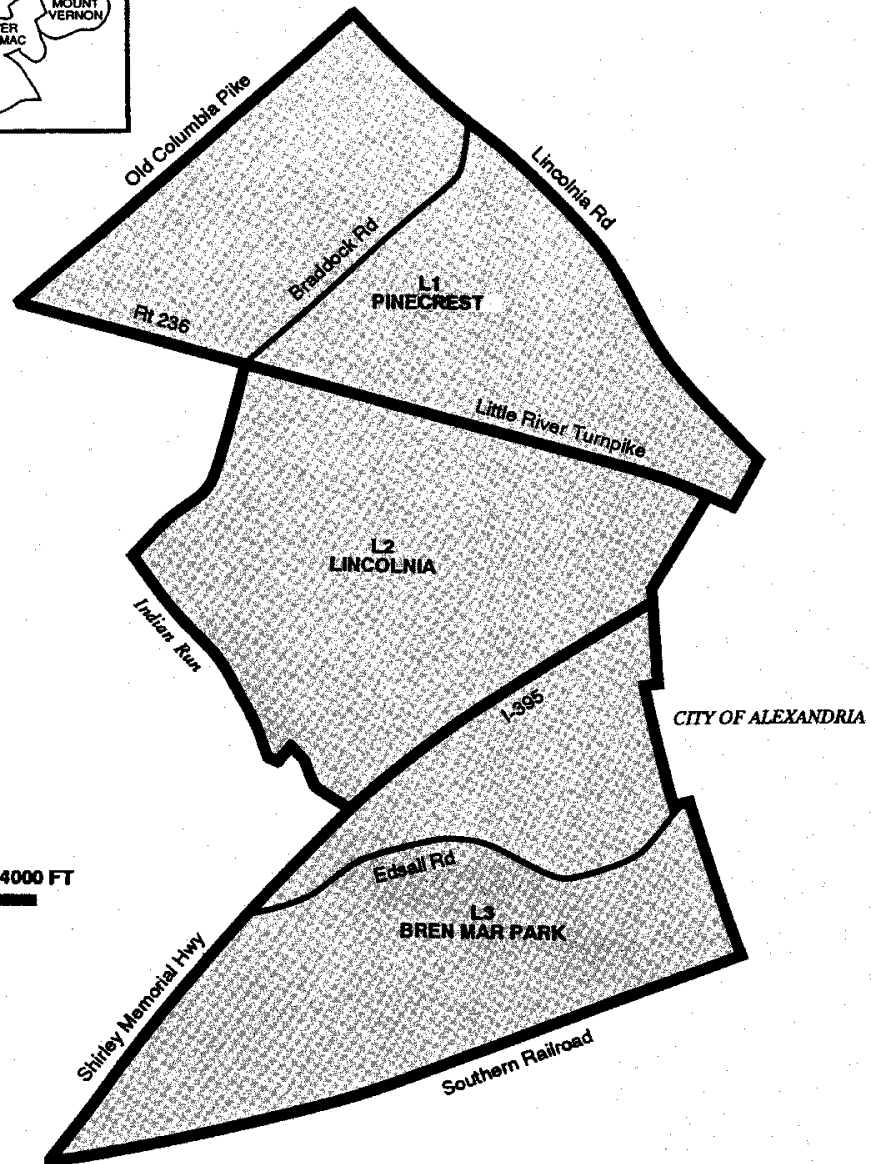 MOUNT
VERNON
Old Columbia Pike
Lincolnia Rd
Braddock Rd
L1
PINECREST
Rt 236
Little River Turnpike
L2
LINCOLNIA
Indian Run
I-395
CITY OF ALEXANDRIA
4000 FT
Edsall Rd
L3
BREN MAR PARK
Shirley Memorial Hwy
Southern Railroad